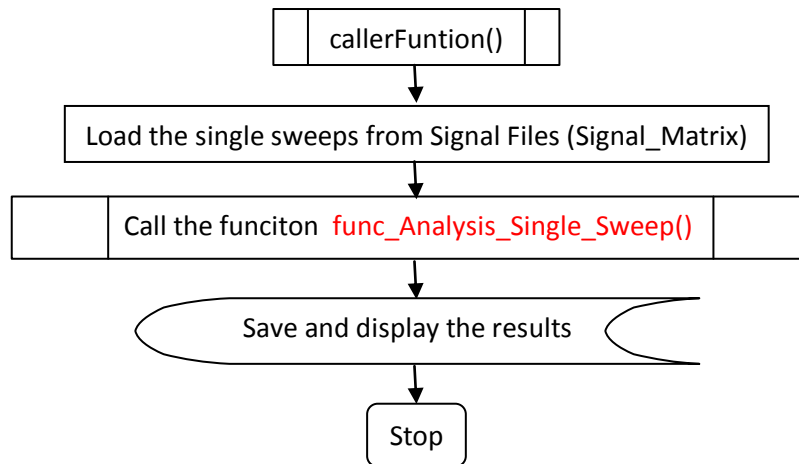 callerFuntion()
Load the single sweeps from Signal Files (Signal_Matrix)
Call the funciton func_Analysis_Single_Sweep()
Save and display the results
Stop